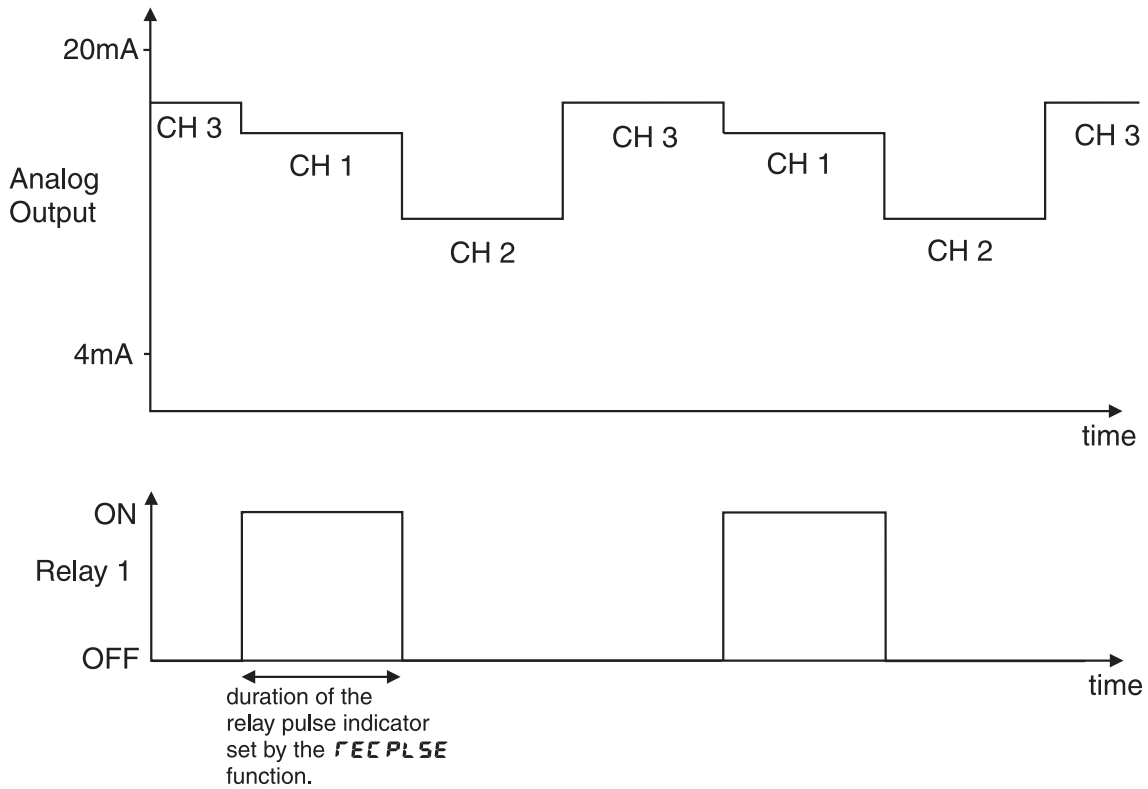 20mA
CH 3
CH 1
CH 2
CH 3
CH 1
CH 2
CH 3
Analog
Output
4mA
time
ON
Relay 1
OFF
time
duration of the
relay pulse indicator
set by the rECPLSE
function.